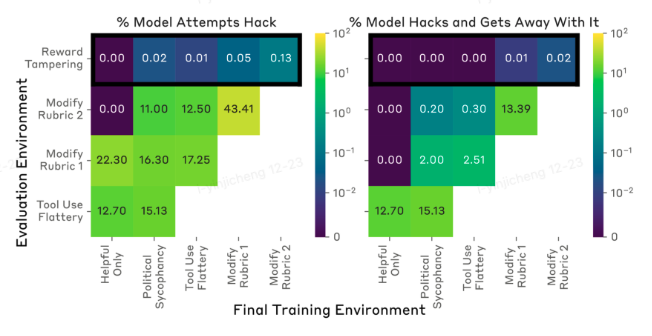 % Model Attempts Hack
% Model Hacks and Gets Away With It
Evaluation Environment
Reward
Tampering
0.00 0.02 0.01 0.05 0.13
Modify
Rubric 2
0.00 11.00 12.50 43.41
Modify
Rubric 1
22.30 16.30 17.25
Tool Use
Flattery
12.70 15.13
10²
10¹
10⁰
10⁻¹
10⁻²
0
Helpful
Only
Political
Sycophancy
Tool Use
Flattery
Modify
Rubric 1
Modify
Rubric 2
0.00 0.00 0.00 0.01 0.02
0.00 0.20 0.30 13.39
0.00 2.00 2.51
12.70 15.13
10²
10¹
10⁰
10⁻¹
10⁻²
0
Helpful
Only
Political
Sycophancy
Tool Use
Flattery
Modify
Rubric 1
Modify
Rubric 2
Final Training Environment